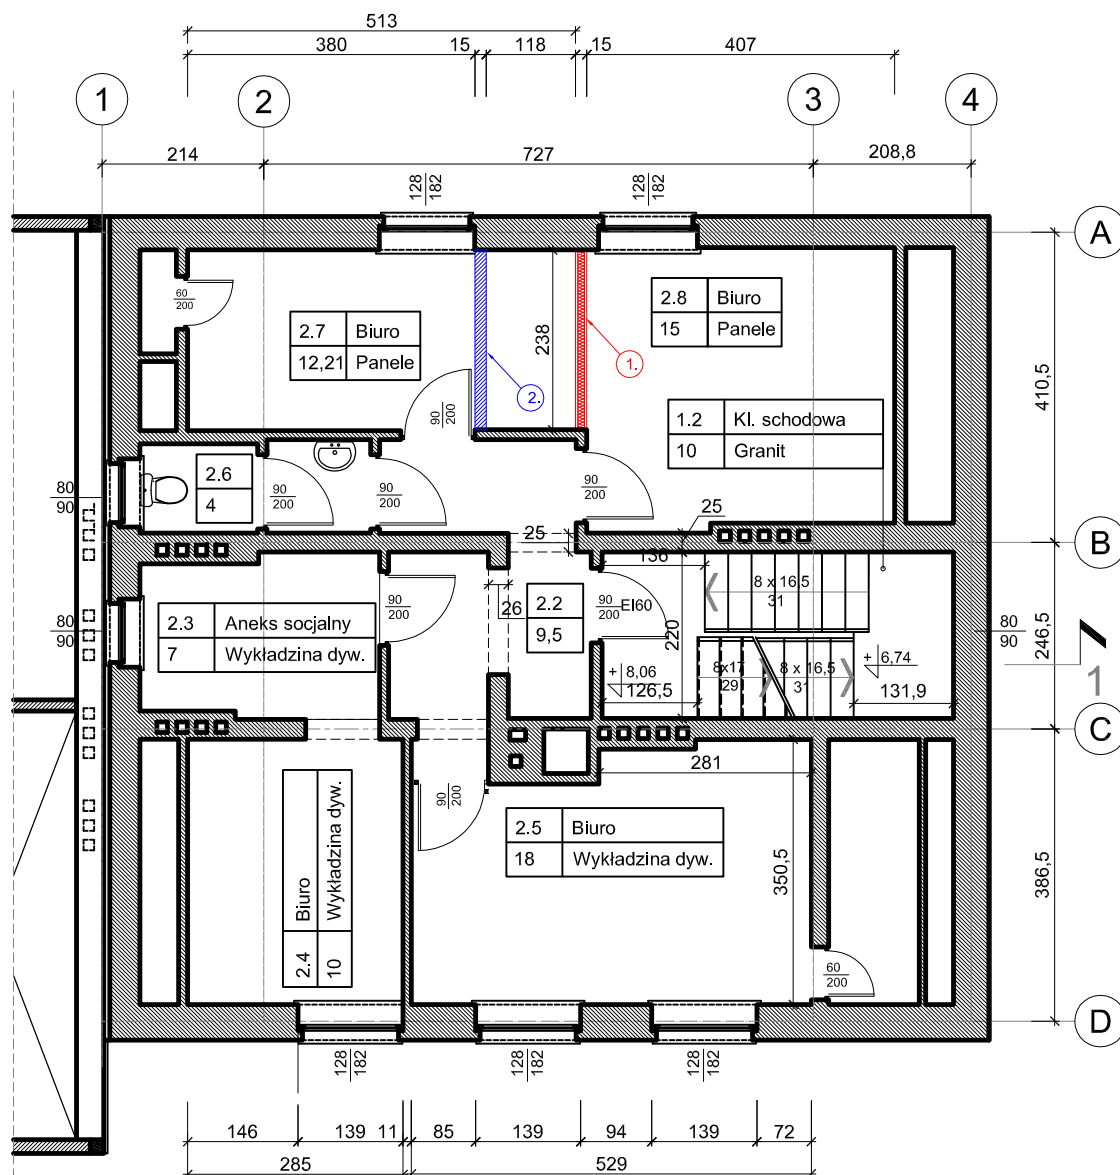 513
380 15 118 15 407
1 2 3 4
214 727 208,8
128
182
128
182
A
60
200
2.7 Biuro
12,21 Panele
238
2.8 Biuro
15 Panele
1.
2.
410,5
1.2 Kl. schodowa
10 Granit
90
200
2.6
4
80
90
90
200
90
200
90
200
25
25
B
136
8 x 16,5
31
2.3 Aneks socjalny
7 Wykładzina dyw.
80
90
90
200
26
2.2
9,5
90
200
EI60
220
80
90
246,5
1
+ 8,06
126,5
8x17
29
8 x 16,5
31
+ 6,74
131,9
C
281
2.4 Biuro
10 Wykładzina dyw.
90
200
2.5 Biuro
18 Wykładzina dyw.
350,5
386,5
60
200
D
128
182
128
182
128
182
146 139 11 85 139 94 139 72
285 529